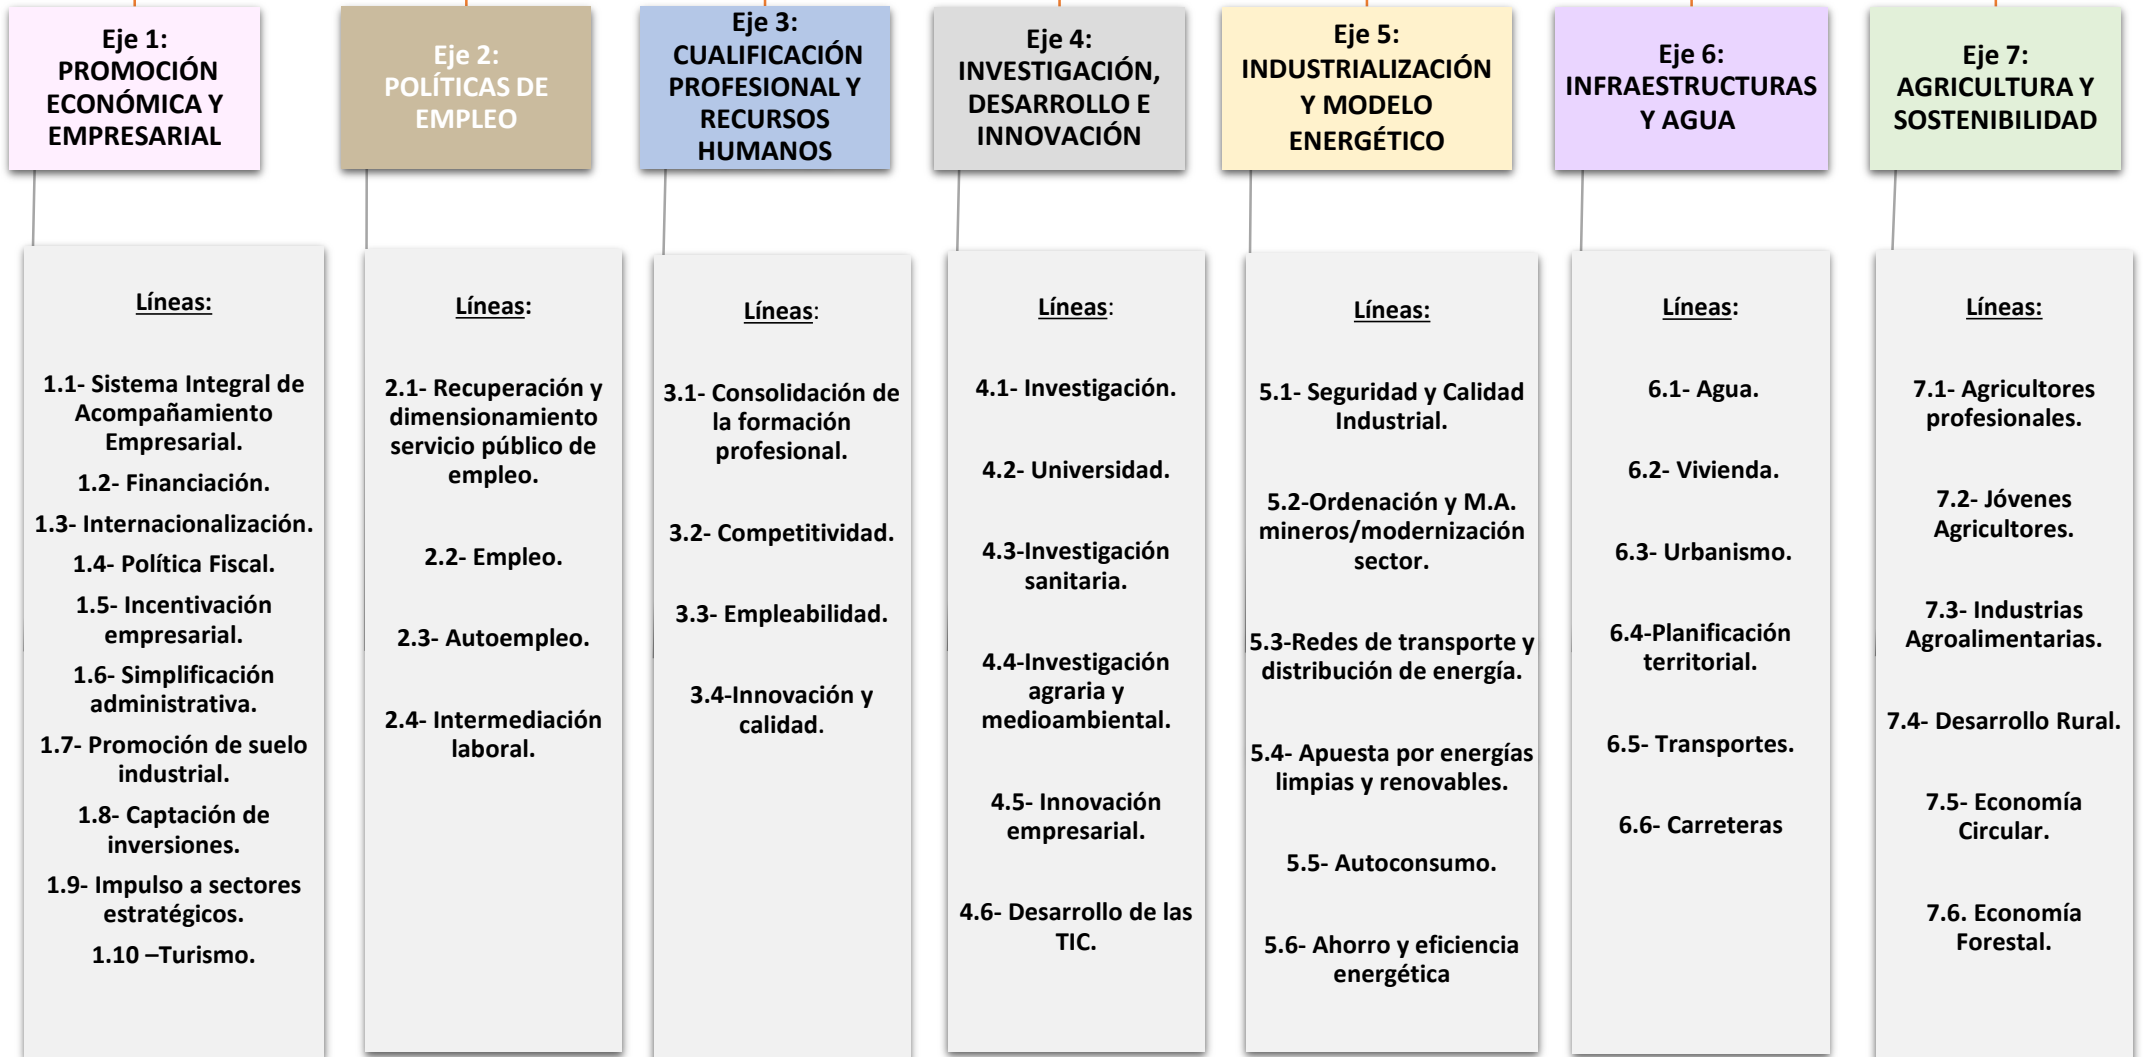 Eje 1:
PROMOCIÓN
ECONÓMICA Y
EMPRESARIAL
Líneas:
1.1- Sistema Integral de
Acompañamiento
Empresarial.
1.2- Financiación.
1.3- Internacionalización.
1.4- Política Fiscal.
1.5- Incentivación
empresarial.
1.6- Simplificación
administrativa.
1.7- Promoción de suelo
industrial.
1.8- Captación de
inversiones.
1.9- Impulso a sectores
estratégicos.
1.10 –Turismo.
Eje 2:
POLÍTICAS DE
EMPLEO
Líneas:
2.1- Recuperación y
dimensionamiento
servicio público de
empleo.
2.2- Empleo.
2.3- Autoempleo.
2.4- Intermediación
laboral.
Eje 3:
CUALIFICACIÓN
PROFESIONAL Y
RECURSOS
HUMANOS
Líneas:
3.1- Consolidación de
la formación
profesional.
3.2- Competitividad.
3.3- Empleabilidad.
3.4-Innovación y
calidad.
Eje 4:
INVESTIGACIÓN,
DESARROLLO E
INNOVACIÓN
Líneas:
4.1- Investigación.
4.2- Universidad.
4.3-Investigación
sanitaria.
4.4-Investigación
agraria y
medioambiental.
4.5- Innovación
empresarial.
4.6- Desarrollo de las
TIC.
Eje 5:
INDUSTRIALIZACIÓN
Y MODELO
ENERGÉTICO
Líneas:
5.1- Seguridad y Calidad
Industrial.
5.2-Ordenación y M.A.
mineros/modernización
sector.
5.3-Redes de transporte y
distribución de energía.
5.4- Apuesta por energías
limpias y renovables.
5.5- Autoconsumo.
5.6- Ahorro y eficiencia
energética
Eje 6:
INFRAESTRUCTURAS
Y AGUA
Líneas:
6.1- Agua.
6.2- Vivienda.
6.3- Urbanismo.
6.4-Planificación
territorial.
6.5- Transportes.
6.6- Carreteras
Eje 7:
AGRICULTURA Y
SOSTENIBILIDAD
Líneas:
7.1- Agricultores
profesionales.
7.2- Jóvenes
Agricultores.
7.3- Industrias
Agroalimentarias.
7.4- Desarrollo Rural.
7.5- Economía
Circular.
7.6. Economía
Forestal.